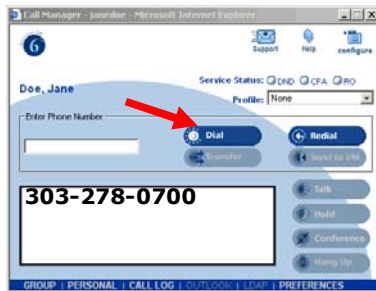 Call Manager - janedoe - Microsoft Internet Explorer
6
Support Help configure
Doe, Jane
Service Status: DND CFA RO
Profile: None
Enter Phone Number
Dial Redial
Transfer Send to VM
303-278-0700
Talk
Hold
Conference
Hang Up
GROUP | PERSONAL | CALL LOG | OUTLOOK | LDAP | PREFERENCES